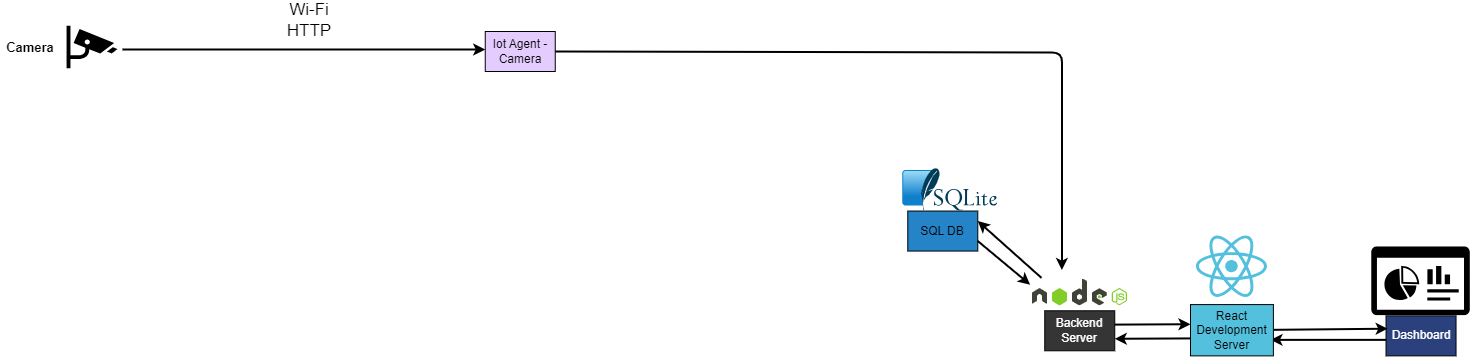 Wi-Fi
HTTP
Camera
Iot Agent -
Camera
SQLite
SQL DB
node
JS
Backend
Server
React
Development
Server
Dashboard